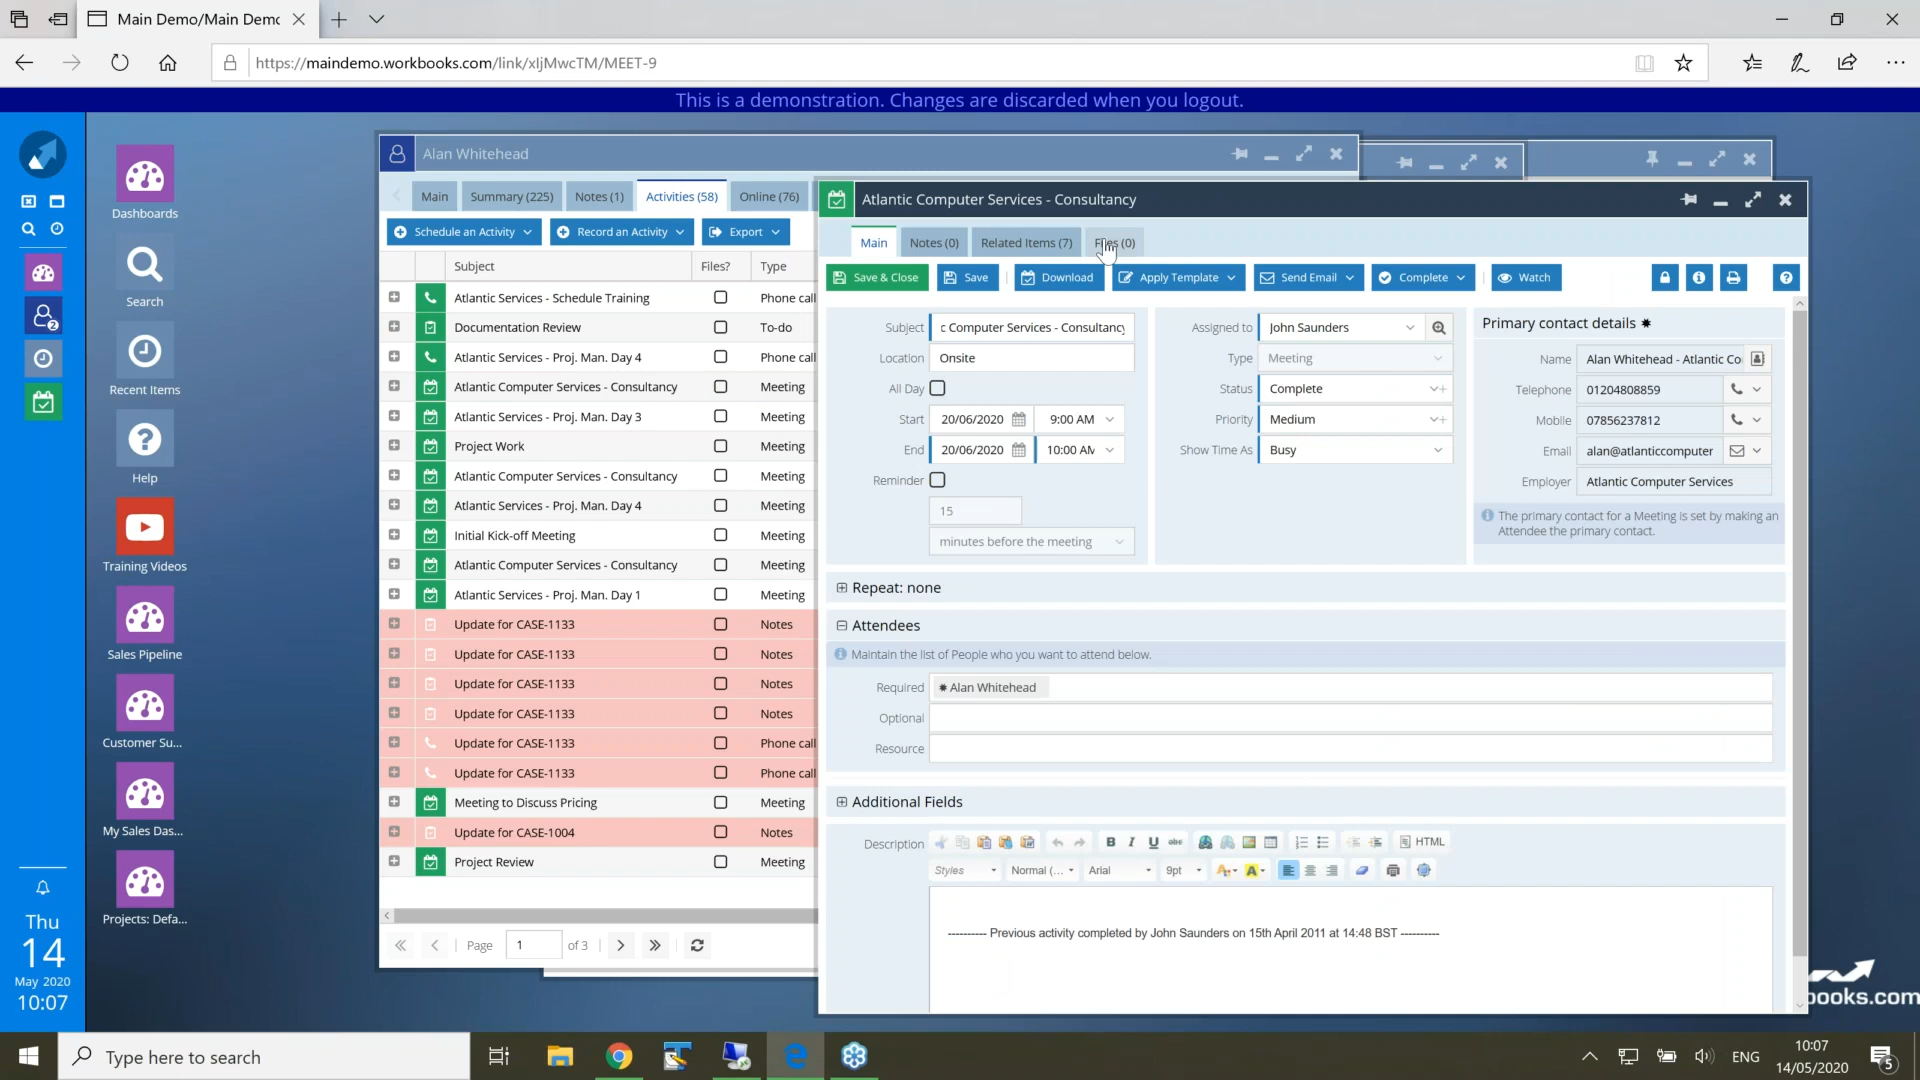 Main Demo/Main Demo
https://maindemo.workbooks.com/link/xljMwcTM/MEET-9
This is a demonstration. Changes are discarded when you logout.
Dashboards
Search
Recent Items
Help
Training Videos
Sales Pipeline
Customer Su...
My Sales Das...
Projects: Defa...
2
Thu
14
May 2020
10:07
Alan Whitehead
Main
Summary (225)
Notes (1)
Activities (58)
Online (76)
Schedule an Activity
Record an Activity
Export
Subject Files? Type
Atlantic Services - Schedule Training Phone call
Documentation Review To-do
Atlantic Services - Proj. Man. Day 4 Phone call
Atlantic Computer Services - Consultancy Meeting
Atlantic Services - Proj. Man. Day 3 Meeting
Project Work Meeting
Atlantic Computer Services - Consultancy Meeting
Atlantic Services - Proj. Man. Day 4 Meeting
Initial Kick-off Meeting Meeting
Atlantic Computer Services - Consultancy Meeting
Atlantic Services - Proj. Man. Day 1 Meeting
Update for CASE-1133 Notes
Update for CASE-1133 Notes
Update for CASE-1133 Notes
Update for CASE-1133 Notes
Update for CASE-1133 Phone call
Update for CASE-1133 Phone call
Meeting to Discuss Pricing Meeting
Update for CASE-1004 Notes
Project Review Meeting
Page 1 of 3
Atlantic Computer Services - Consultancy
Main
Notes (0)
Related Items (7)
Files (0)
Save & Close
Save
Download
Apply Template
Send Email
Complete
Watch
Subject c Computer Services - Consultancy
Location Onsite
All Day
Start 20/06/2020 9:00 AM
End 20/06/2020 10:00 AM
Reminder
15
minutes before the meeting
Assigned to John Saunders
Type Meeting
Status Complete
Priority Medium
Show Time As Busy
Primary contact details
Name Alan Whitehead - Atlantic Co
Telephone 01204808859
Mobile 07856237812
Email alan@atlanticcomputer
Employer Atlantic Computer Services
The primary contact for a Meeting is set by making an
Attendee the primary contact.
Repeat: none
Attendees
Maintain the list of People who you want to attend below.
Required Alan Whitehead
Optional
Resource
Additional Fields
Description
B I U abc HTML
Styles Normal (... Arial 9pt
---------- Previous activity completed by John Saunders on 15th April 2011 at 14:48 BST ----------
books.com
Type here to search
ENG
10:07
14/05/2020
5